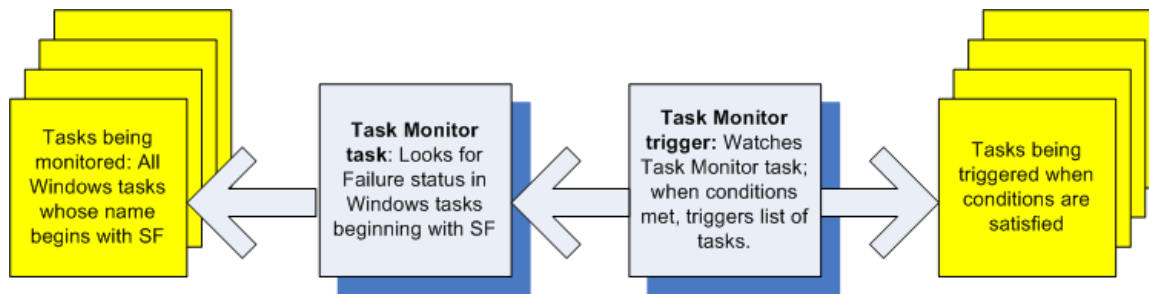 Tasks being
monitored: All
Windows tasks
whose name
begins with SF
Task Monitor
task: Looks for
Failure status in
Windows tasks
beginning with SF
Task Monitor
trigger: Watches
Task Monitor task;
when conditions
met, triggers list of
tasks.
Tasks being
triggered when
conditions are
satisfied